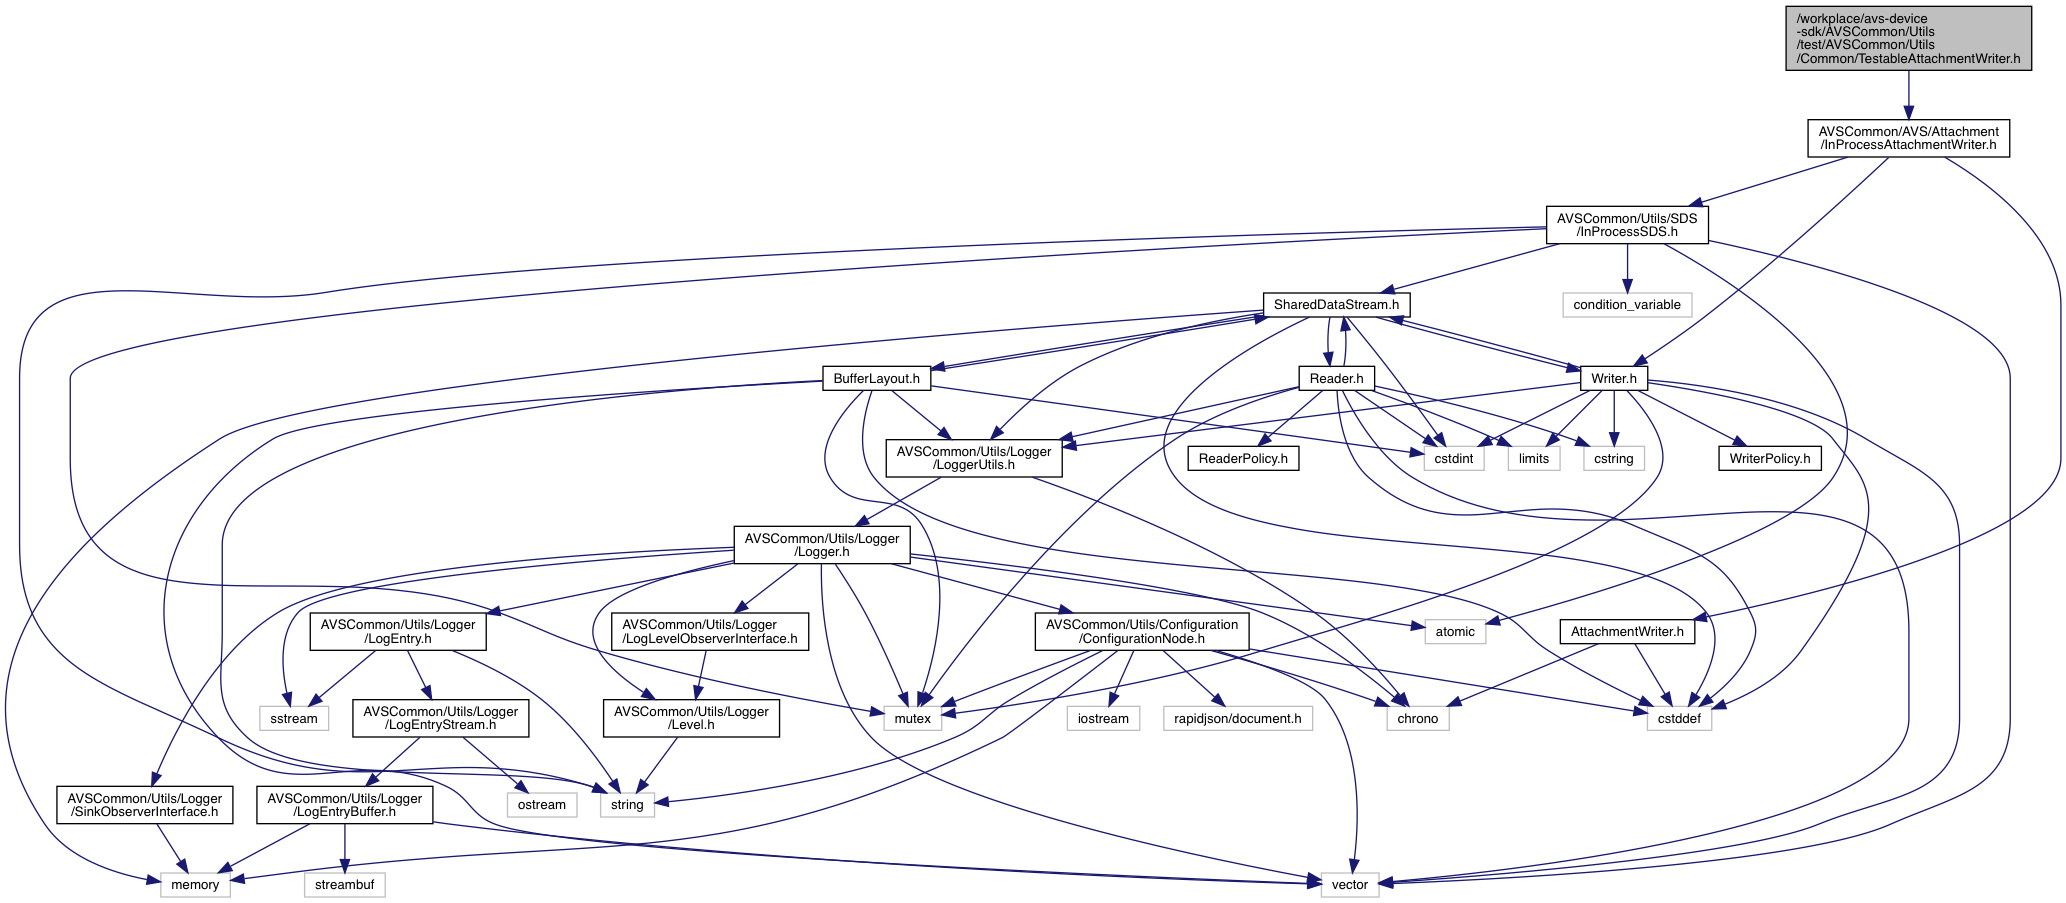 /workplace/avs-device
-sdk/AVSCommon/Utils
/test/AVSCommon/Utils
/Common/TestableAttachmentWriter.h
AVSCommon/AVS/Attachment
/InProcessAttachmentWriter.h
AVSCommon/Utils/SDS
/InProcessSDS.h
SharedDataStream.h
condition_variable
BufferLayout.h
Reader.h
Writer.h
AVSCommon/Utils/Logger
/LoggerUtils.h
ReaderPolicy.h
cstdint
limits
cstring
WriterPolicy.h
AVSCommon/Utils/Logger
/Logger.h
AVSCommon/Utils/Logger
/LogEntry.h
AVSCommon/Utils/Logger
/LogLevelObserverInterface.h
AVSCommon/Utils/Configuration
/ConfigurationNode.h
atomic
AttachmentWriter.h
sstream
AVSCommon/Utils/Logger
/LogEntryStream.h
AVSCommon/Utils/Logger
/Level.h
mutex
iostream
rapidjson/document.h
chrono
cstddef
AVSCommon/Utils/Logger
/SinkObserverInterface.h
AVSCommon/Utils/Logger
/LogEntryBuffer.h
ostream
string
memory
streambuf
vector